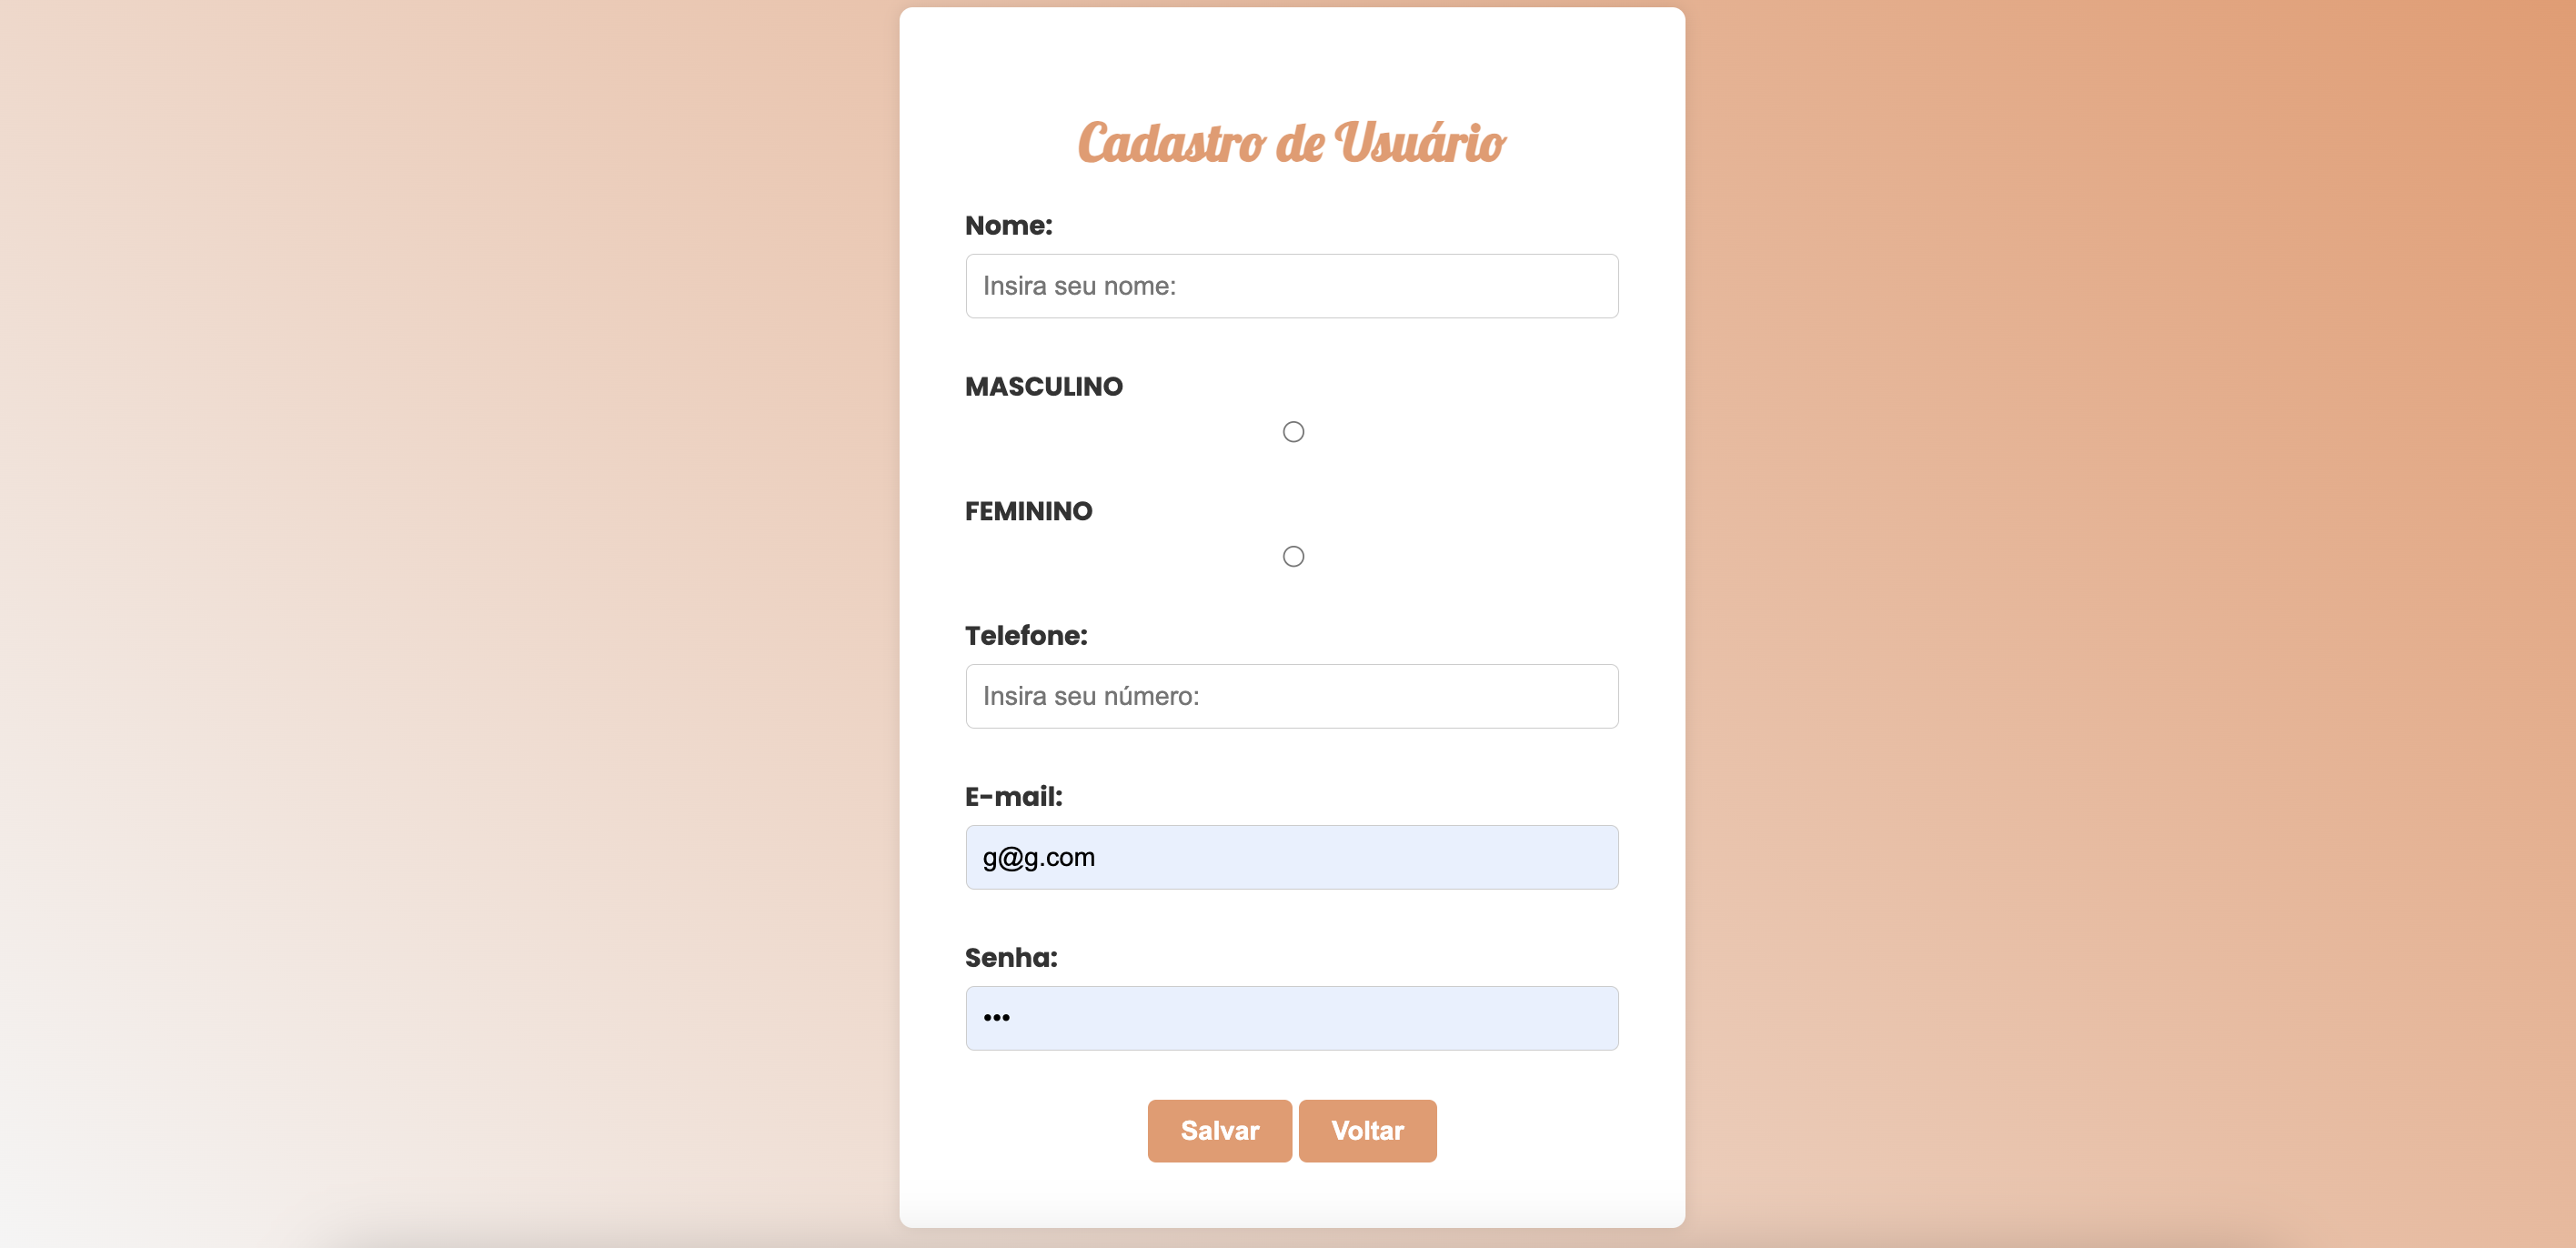 Cadastro de Usuário
Nome:
Insira seu nome:
MASCULINO
FEMININO
Telefone:
Insira seu número:
E-mail:
g@g.com
Senha:
•••
Salvar Voltar